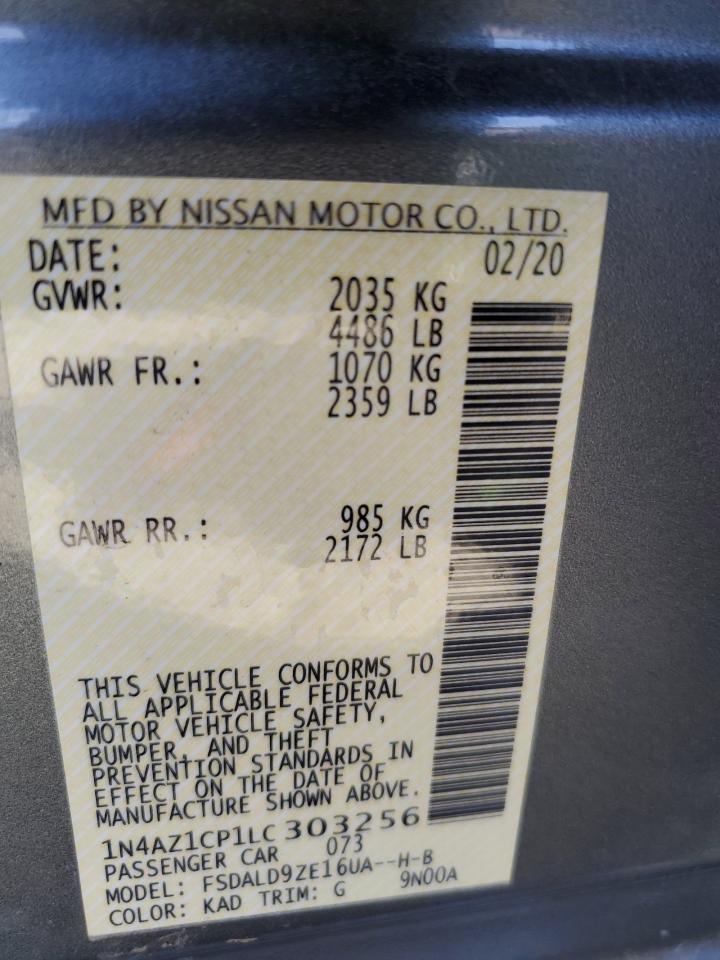 MFD BY NISSAN MOTOR CO., LTD.
DATE: 02/20
GVWR: 2035 KG
4486 LB
GAWR FR.: 1070 KG
2359 LB
GAWR RR.: 985 KG
2172 LB
THIS VEHICLE CONFORMS TO
ALL APPLICABLE FEDERAL
MOTOR VEHICLE SAFETY,
BUMPER, AND THEFT
PREVENTION STANDARDS IN
EFFECT ON THE DATE OF
MANUFACTURE SHOWN ABOVE.
1N4AZ1CP1LC303256
PASSENGER CAR 073
MODEL: FSDALD9ZE16UA--H-B
COLOR: KAD TRIM: G 9N00A